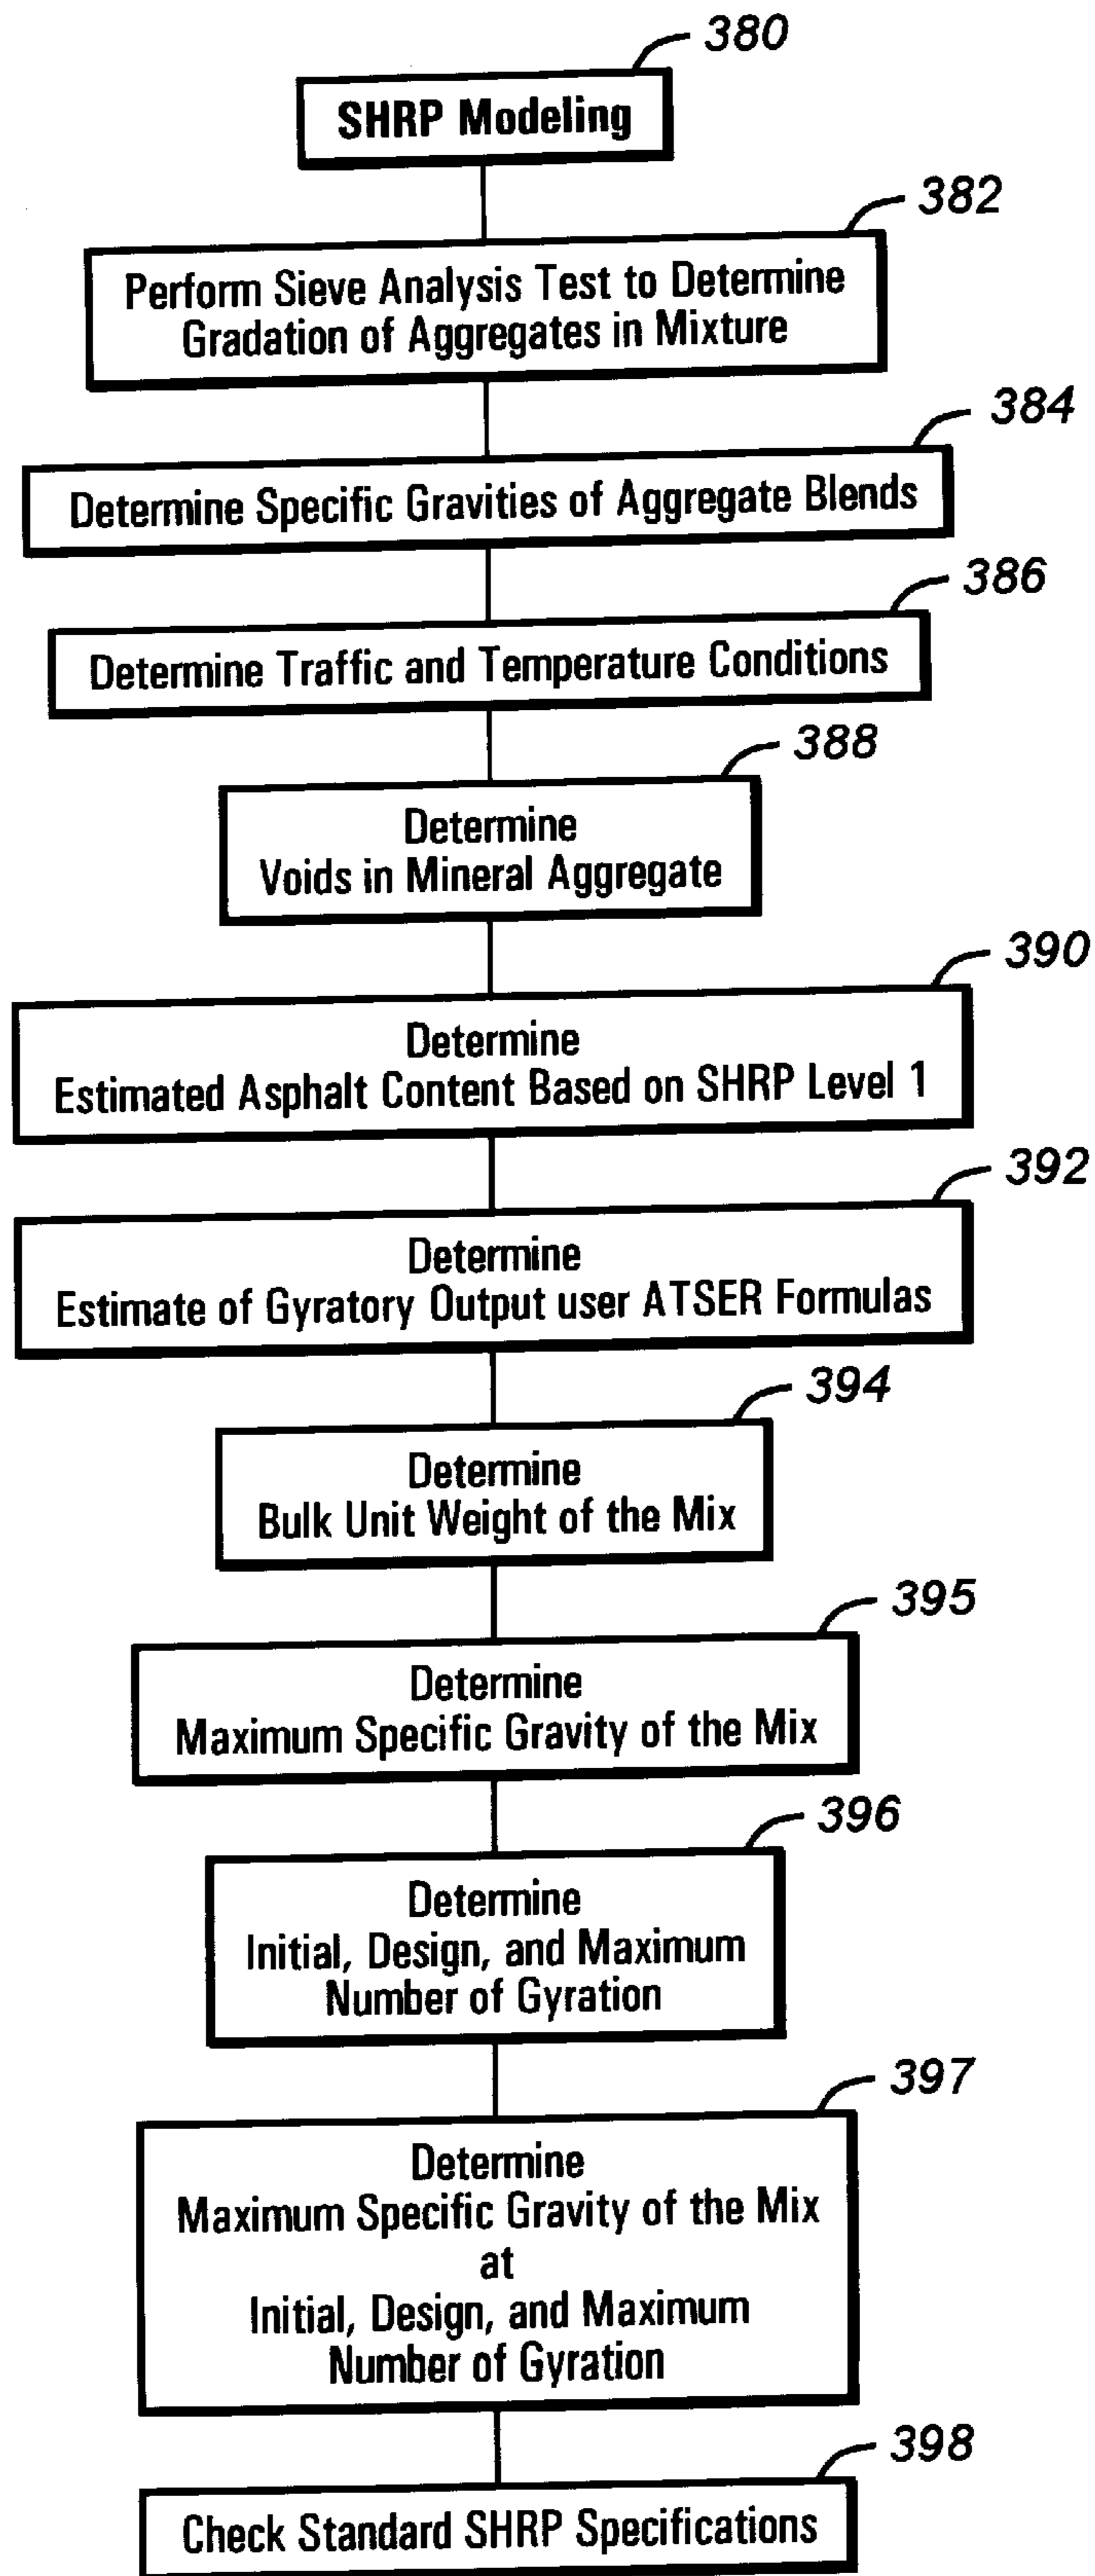 380
SHRP Modeling
382
Perform Sieve Analysis Test to Determine
Gradation of Aggregates in Mixture
384
Determine Specific Gravities of Aggregate Blends
386
Determine Traffic and Temperature Conditions
388
Determine
Voids in Mineral Aggregate
390
Determine
Estimated Asphalt Content Based on SHRP Level 1
392
Determine
Estimate of Gyratory Output user ATSER Formulas
394
Determine
Bulk Unit Weight of the Mix
395
Determine
Maximum Specific Gravity of the Mix
396
Determine
Initial, Design, and Maximum
Number of Gyration
397
Determine
Maximum Specific Gravity of the Mix
at
Initial, Design, and Maximum
Number of Gyration
398
Check Standard SHRP Specifications